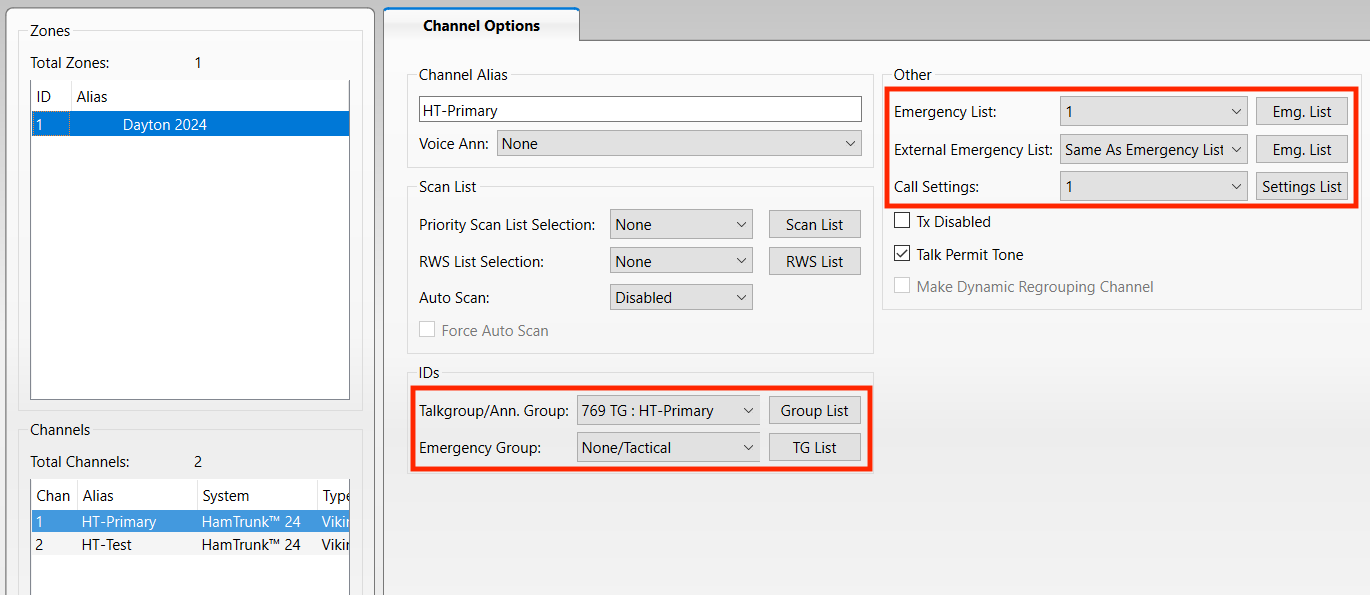 Zones
Total Zones: 1
ID Alias
1 Dayton 2024
Channels
Total Channels: 2
Chan Alias System Type
1 HT-Primary HamTrunk™ 24 Vikin
2 HT-Test HamTrunk™ 24 Vikin
Channel Options
Channel Alias
HT-Primary
Voice Ann: None
Scan List
Priority Scan List Selection: None Scan List
RWS List Selection: None RWS List
Auto Scan: Disabled
Force Auto Scan
IDs
Talkgroup/Ann. Group: 769 TG : HT-Primary Group List
Emergency Group: None/Tactical TG List
Other
Emergency List: 1 Emg. List
External Emergency List: Same As Emergency List Emg. List
Call Settings: 1 Settings List
Tx Disabled
Talk Permit Tone
Make Dynamic Regrouping Channel